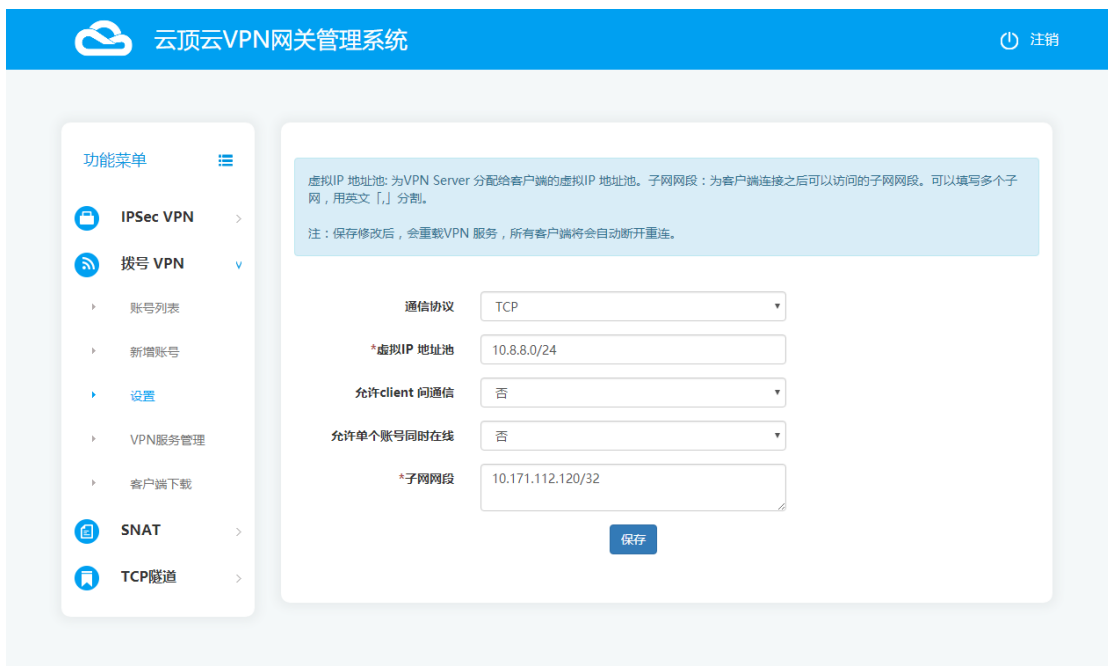 云顶云VPN网关管理系统
注销
功能菜单
IPSec VPN
拨号 VPN
账号列表
新增账号
设置
VPN服务管理
客户端下载
SNAT
TCP隧道
虚拟IP 地址池: 为VPN Server 分配给客户端的虚拟IP 地址池。子网网段：为客户端连接之后可以访问的子网网段。可以填写多个子
网，用英文「,」分割。
注：保存修改后，会重载VPN 服务，所有客户端将会自动断开重连。
通信协议 TCP
*虚拟IP 地址池 10.8.8.0/24
允许client 间通信 否
允许单个账号同时在线 否
*子网网段 10.171.112.120/32
保存